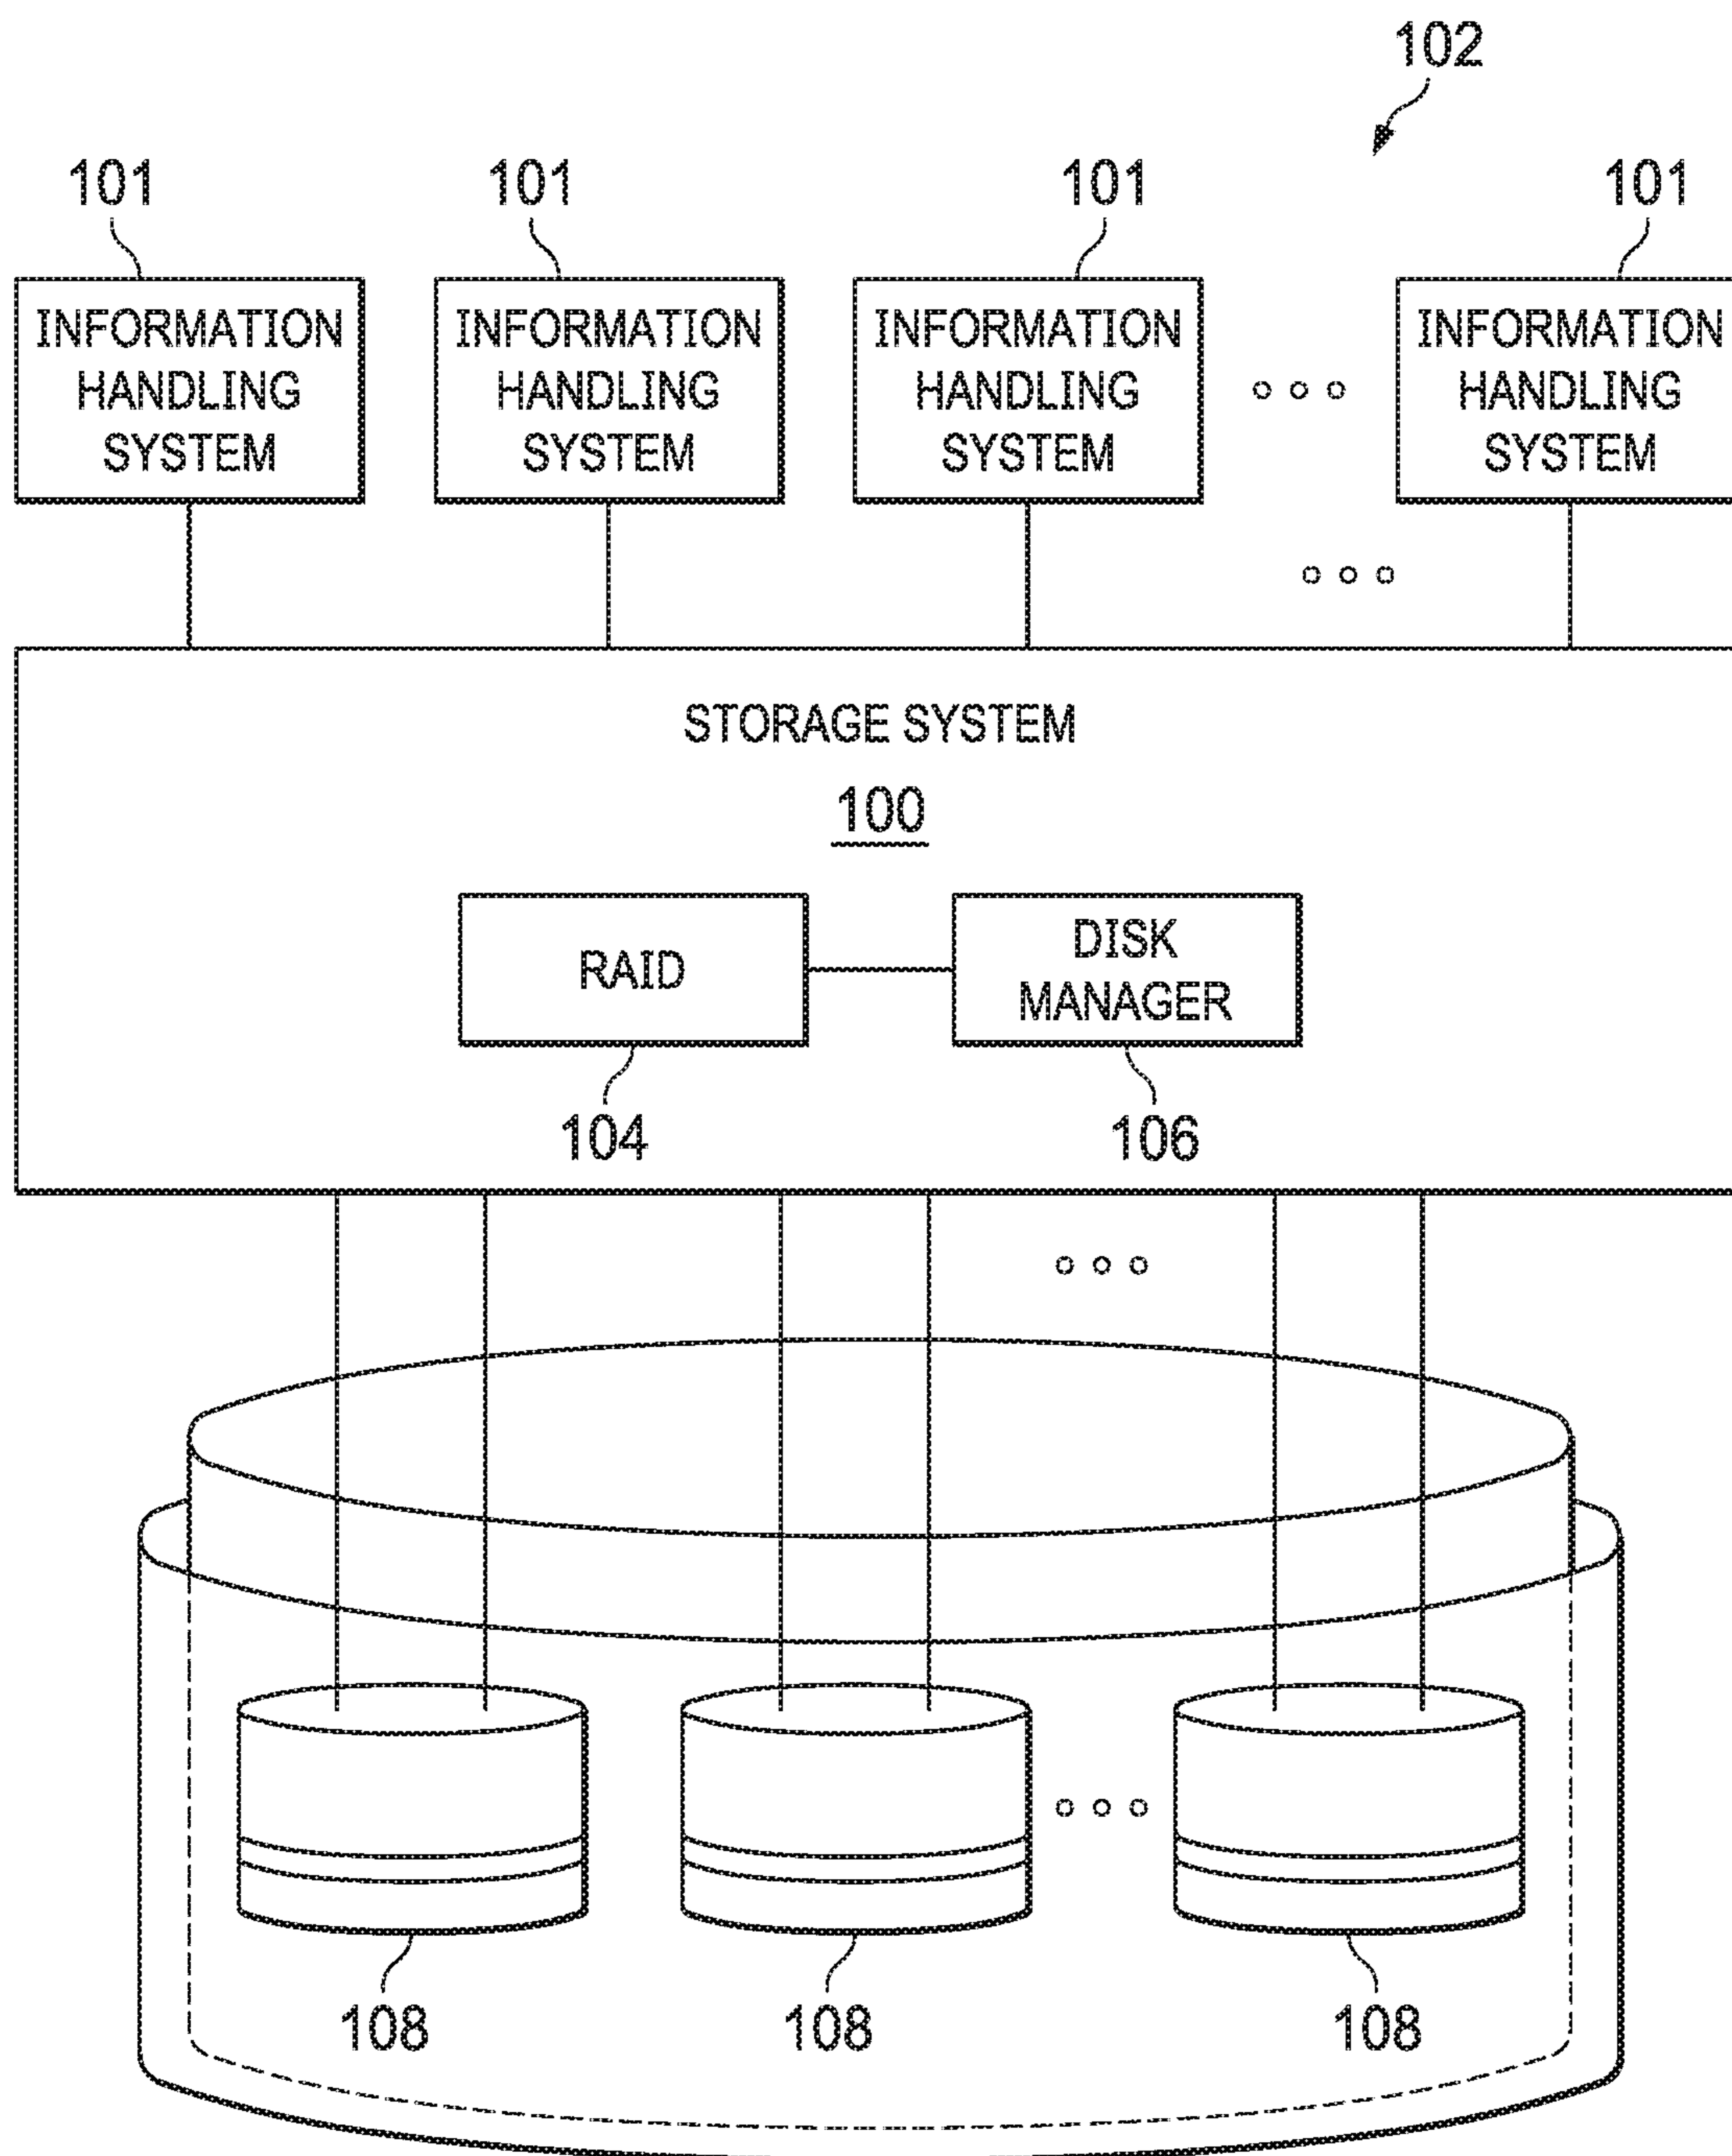 102
101 101 101 101
INFORMATION HANDLING SYSTEM
INFORMATION HANDLING SYSTEM
INFORMATION HANDLING SYSTEM
INFORMATION HANDLING SYSTEM
STORAGE SYSTEM
100
RAID
DISK
MANAGER
104 106
108 108 108